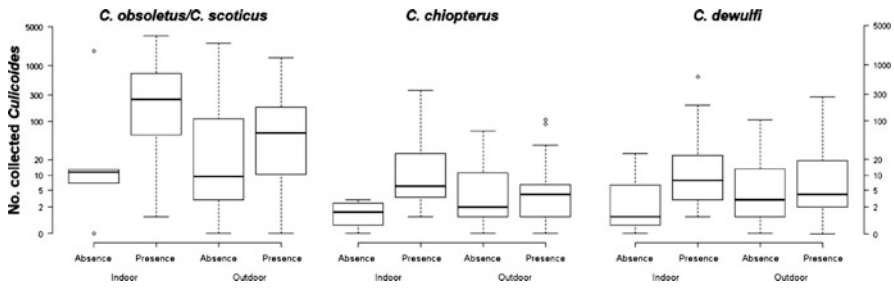 C. obsoletus/C. scoticus C. chiopterus C. dewulfi
No. collected Culicoides
5000 5000
1000 1000
300 300
100 100
20 20
10 10
5 5
2 2
0 0
Absence Presence Absence Presence Absence Presence Absence Presence Absence Presence Absence Presence
Indoor Outdoor Indoor Outdoor Indoor Outdoor